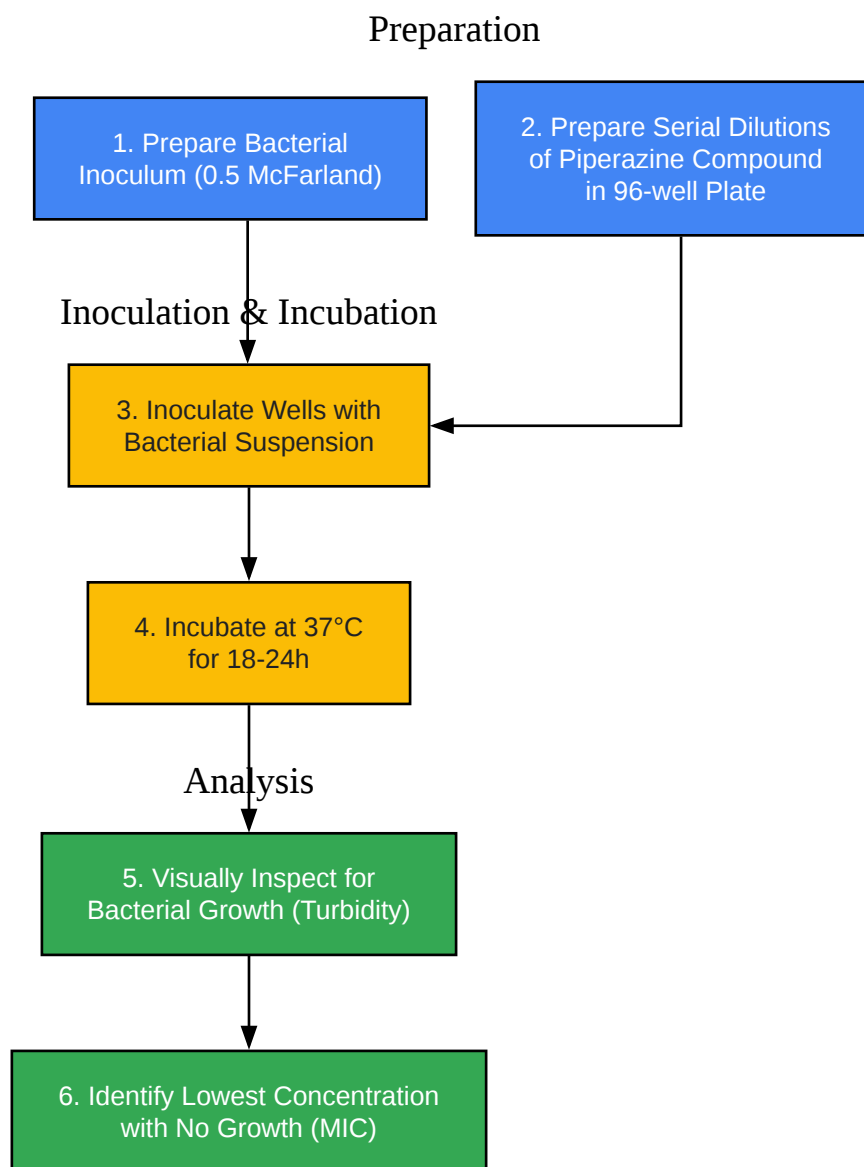 Preparation
1. Prepare Bacterial
Inoculum (0.5 McFarland)
2. Prepare Serial Dilutions
of Piperazine Compound
in 96-well Plate
Inoculation & Incubation
3. Inoculate Wells with
Bacterial Suspension
4. Incubate at 37°C
for 18-24h
Analysis
5. Visually Inspect for
Bacterial Growth (Turbidity)
6. Identify Lowest Concentration
with No Growth (MIC)